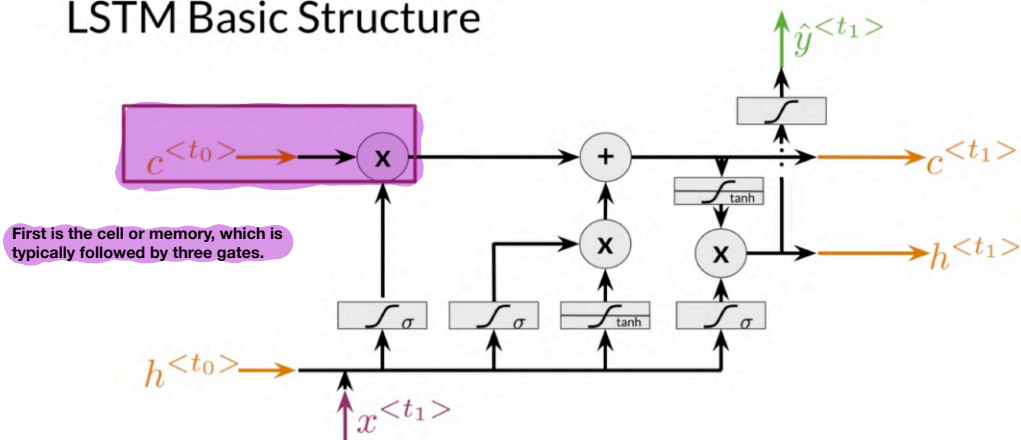 LSTM Basic Structure
ŷ<t₁>
c<t₀>
x
+
c<t₁>
tanh
First is the cell or memory, which is
typically followed by three gates.
x
x
h<t₁>
σ
σ
tanh
σ
h<t₀>
x<t₁>